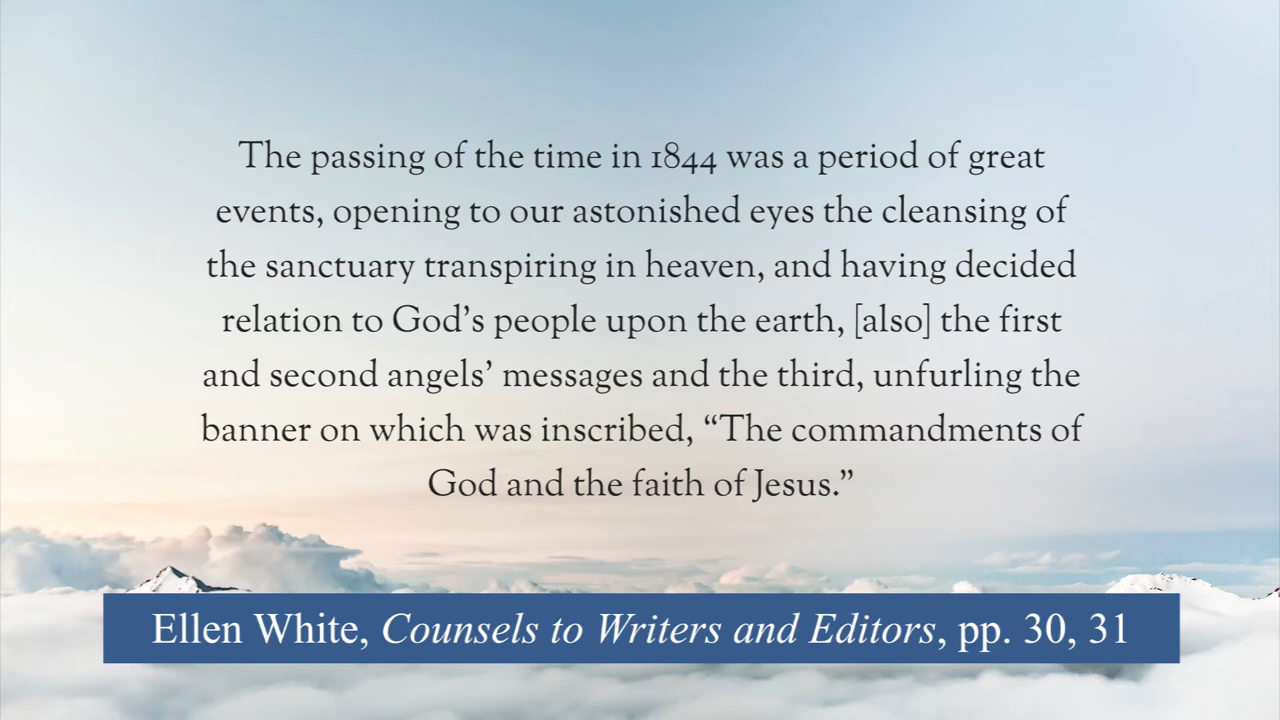 The passing of the time in 1844 was a period of great
events, opening to our astonished eyes the cleansing of
the sanctuary transpiring in heaven, and having decided
relation to God’s people upon the earth, [also] the first
and second angels’ messages and the third, unfurling the
banner on which was inscribed, “The commandments of
God and the faith of Jesus.”
Ellen White, Counsels to Writers and Editors, pp. 30, 31